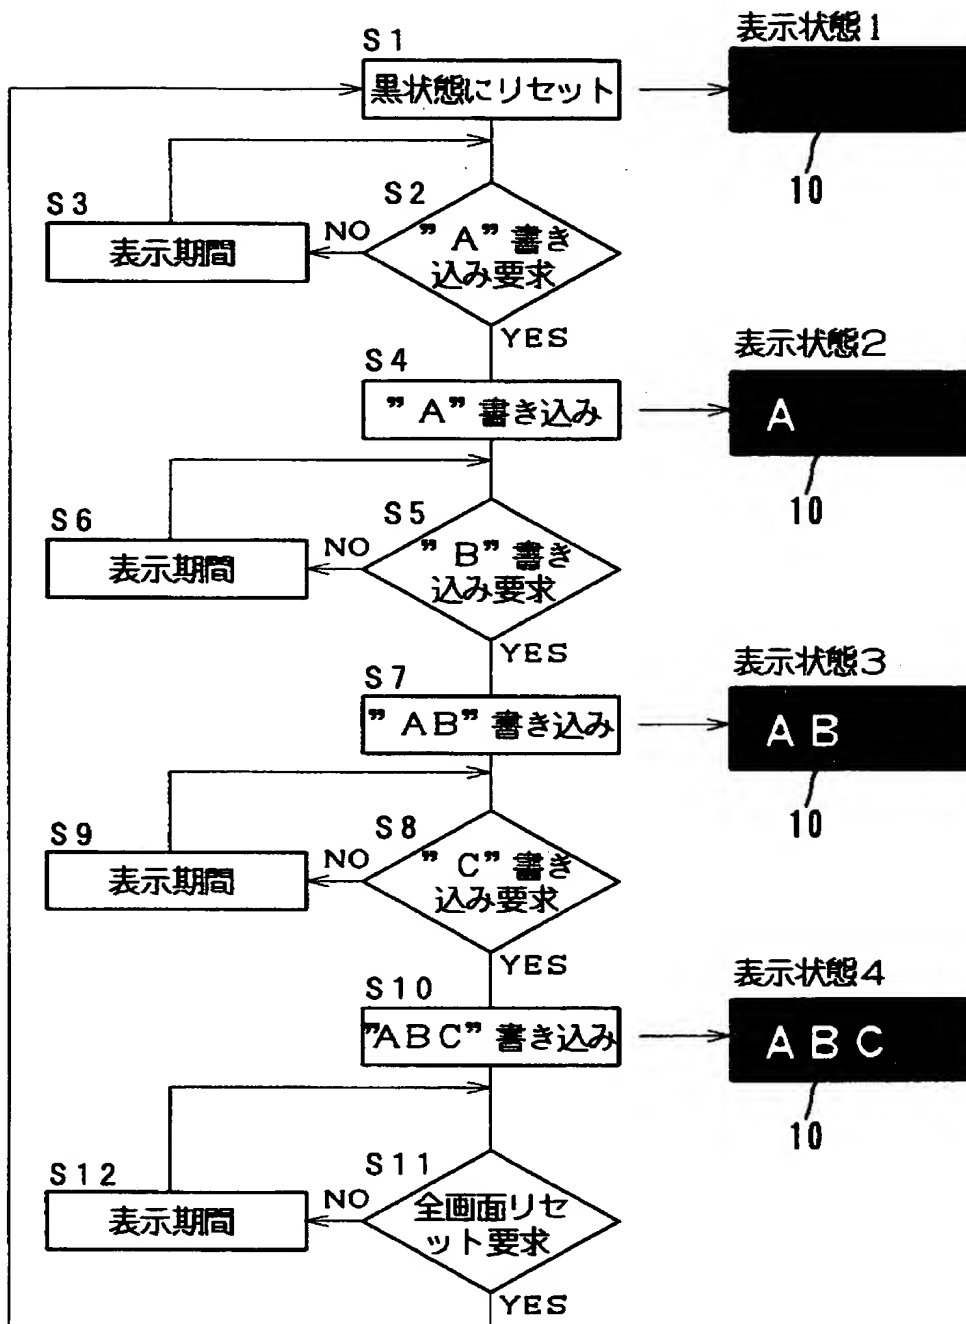 S1
黒状態にリセット
表示状態1
10
S2
”A”書き
込み要求
NO
S3
表示期間
YES
S4
”A”書き込み
表示状態2
A
10
S5
”B”書き
込み要求
NO
S6
表示期間
YES
S7
”AB”書き込み
表示状態3
AB
10
S8
”C”書き
込み要求
NO
S9
表示期間
YES
S10
”ABC”書き込み
表示状態4
ABC
10
S11
全画面リセ
ット要求
NO
S12
表示期間
YES